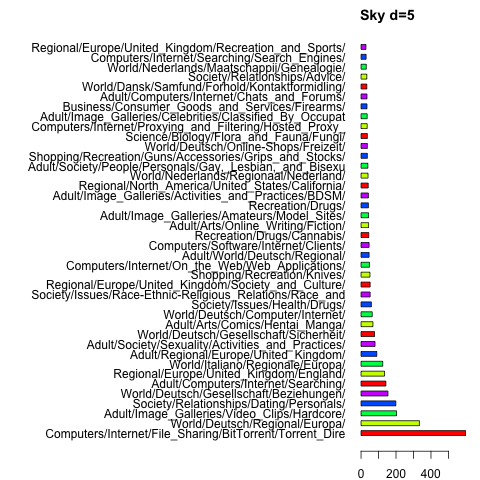 Sky d=5
Regional/Europe/United_Kingdom/Recreation_and_Sports/
Computers/Internet/Searching/Search_Engines/
World/Nederlands/Maatschappij/Genealogie/
Society/Relationships/Advice/
World/Dansk/Samfund/Forhold/Kontaktformidling/
Adult/Computers/Internet/Chats_and_Forums/
Business/Consumer_Goods_and_Services/Firearms/
Adult/Image_Galleries/Celebrities/Classified_By_Occupat
Computers/Internet/Proxying_and_Filtering/Hosted_Proxy_
Science/Biology/Flora_and_Fauna/Fungi/
World/Deutsch/Online-Shops/Freizeit/
Shopping/Recreation/Guns/Accessories/Grips_and_Stocks/
Adult/Society/People/Personals/Gay,_Lesbian,_and_Bisexu
World/Nederlands/Regionaal/Nederland/
Regional/North_America/United_States/California/
Adult/Image_Galleries/Activities_and_Practices/BDSM/
Recreation/Drugs/
Adult/Image_Galleries/Amateurs/Model_Sites/
Adult/Arts/Online_Writing/Fiction/
Recreation/Drugs/Cannabis/
Computers/Software/Internet/Clients/
Adult/World/Deutsch/Regional/
Computers/Internet/On_the_Web/Web_Applications/
Shopping/Recreation/Knives/
Regional/Europe/United_Kingdom/Society_and_Culture/
Society/Issues/Race-Ethnic-Religious_Relations/Race_and
Society/Issues/Health/Drugs/
World/Deutsch/Computer/Internet/
Adult/Arts/Comics/Hentai_Manga/
World/Deutsch/Gesellschaft/Sicherheit/
Adult/Society/Sexuality/Activities_and_Practices/
Adult/Regional/Europe/United_Kingdom/
World/Italiano/Regionale/Europa/
Regional/Europe/United_Kingdom/England/
Adult/Computers/Internet/Searching/
World/Deutsch/Gesellschaft/Beziehungen/
Society/Relationships/Dating/Personals/
Adult/Image_Galleries/Video_Clips/Hardcore/
World/Deutsch/Regional/Europa/
Computers/Internet/File_Sharing/BitTorrent/Torrent_Dire
0 200 400